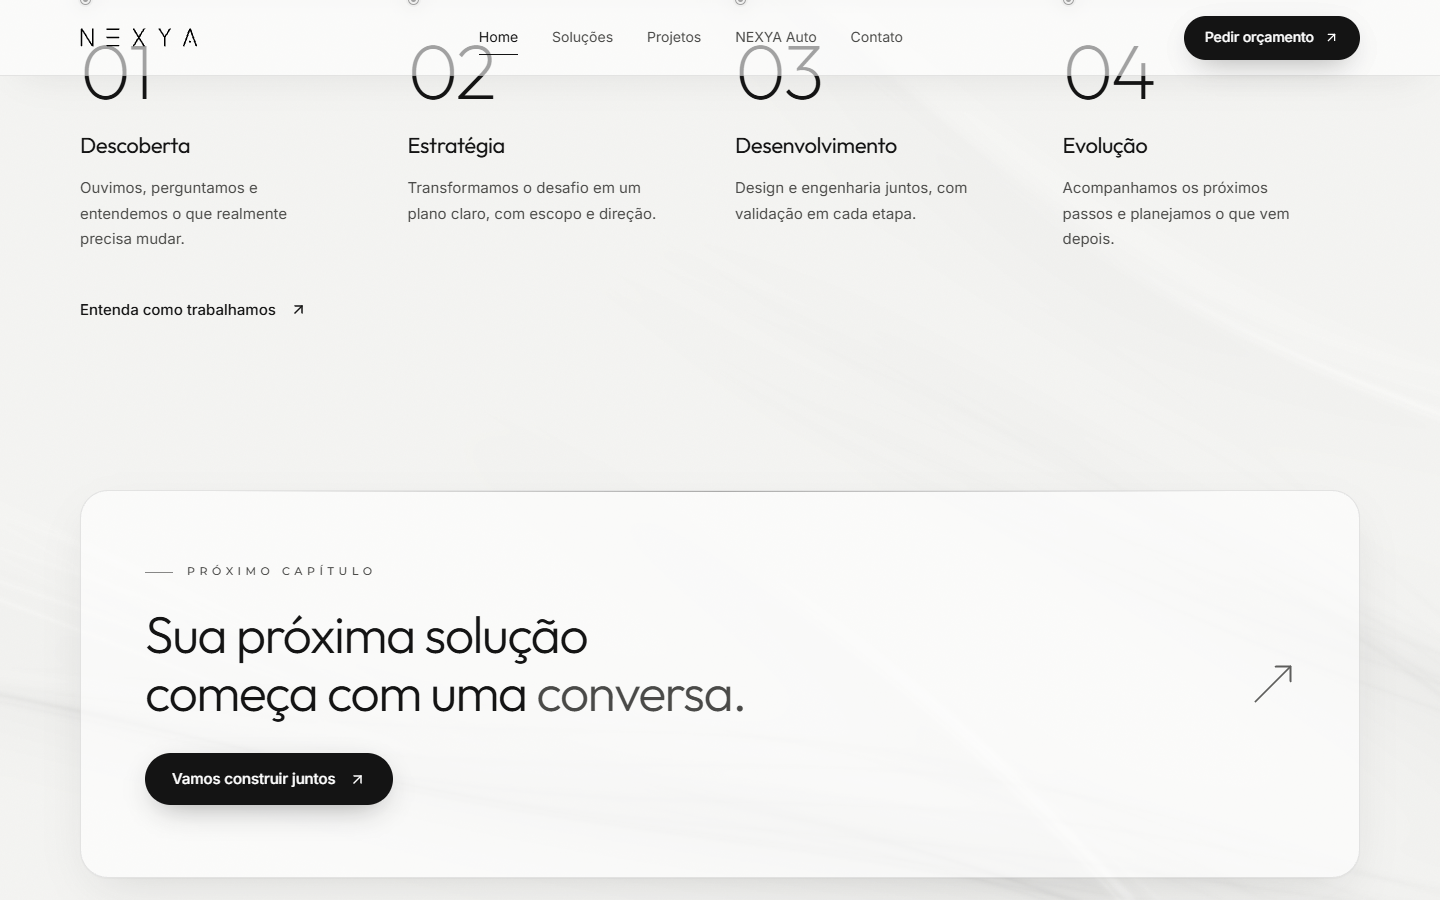 NEXYA
Home
Soluções
Projetos
NEXYA Auto
Contato
Pedir orçamento
01
02
03
04
Descoberta
Ouvimos, perguntamos e
entendemos o que realmente
precisa mudar.
Estratégia
Transformamos o desafio em um
plano claro, com escopo e direção.
Desenvolvimento
Design e engenharia juntos, com
validação em cada etapa.
Evolução
Acompanhamos os próximos
passos e planejamos o que vem
depois.
Entenda como trabalhamos
PRÓXIMO CAPÍTULO
Sua próxima solução
começa com uma conversa.
Vamos construir juntos